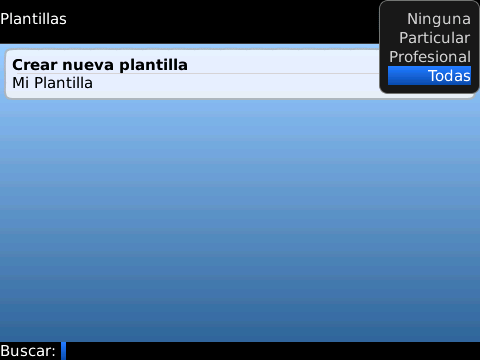 Plantillas
Ninguna
Particular
Profesional
Todas
Crear nueva plantilla
Mi Plantilla
Buscar: